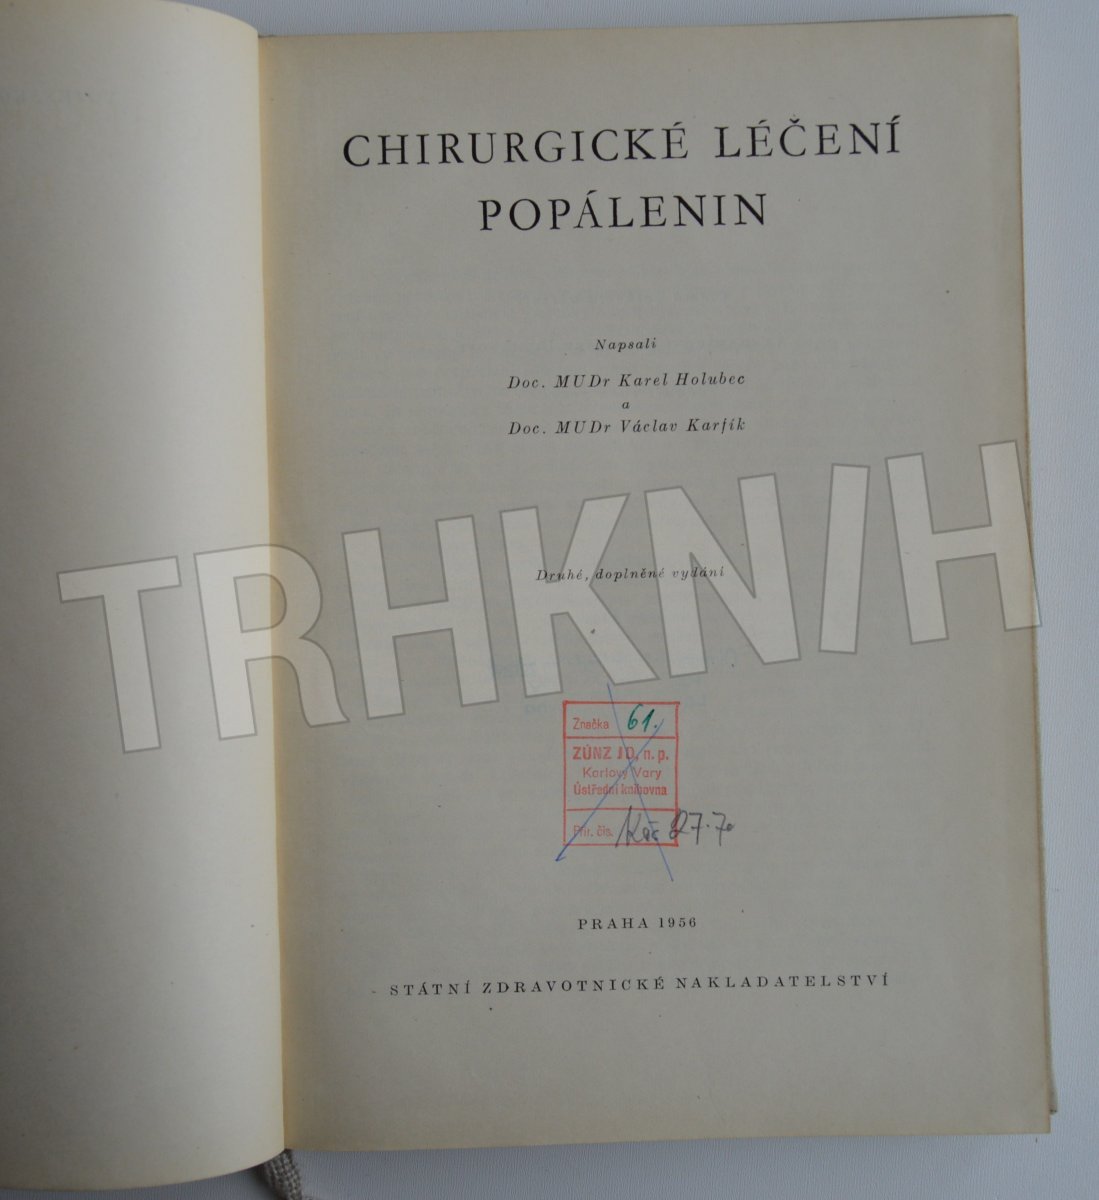 CHIRURGICKÉ LÉČENÍ
POPÁLENIN
Napsali
Doc. MUDr Karel Holubec
a
Doc. MUDr Václav Karfík
TRHKNIH
Druhé, doplněné vydání
Značka 61.
ZÚNZ JD, n. p.
Karlovy Vary
Ústřední knihovna
Přír. čís.
PRAHA 1956
STÁTNÍ ZDRAVOTNICKÉ NAKLADATELSTVÍ